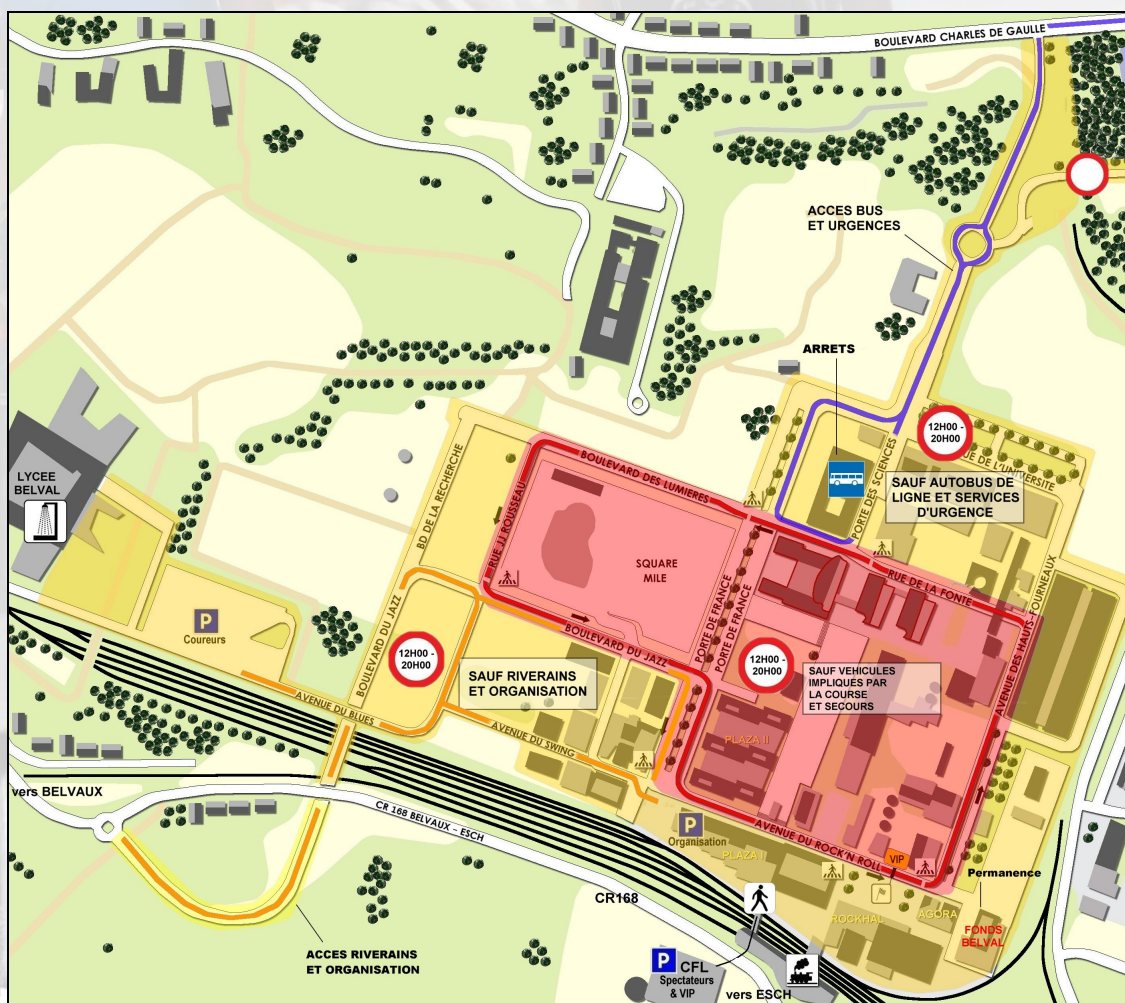 BOULEVARD CHARLES DE GAULLE
ACCES BUS
ET URGENCES
ARRETS
12H00 -
20H00
RUE DE L'UNIVERSITE
SAUF AUTOBUS DE
LIGNE ET SERVICES
D'URGENCE
PORTE DES SCIENCES
BD DE LA RECHERCHE
BOULEVARD DES LUMIERES
RUE JJ ROUSSEAU
LYCEE
BELVAL
SQUARE
MILE
RUE DE LA FONTE
AVENUE DES HAUTS-FOURNEAUX
P
Coureurs
BOULEVARD DU JAZZ
12H00 -
20H00
SAUF RIVERAINS
ET ORGANISATION
BOULEVARD DU JAZZ
PORTE DE FRANCE
PORTE DE FRANCE
12H00 -
20H00
SAUF VEHICULES
IMPLIQUES PAR
LA COURSE
ET SECOURS
AVENUE DU BLUES
AVENUE DU SWING
PLAZA II
vers BELVAUX
CR 168 BELVAUX - ESCH
P
Organisation
PLAZA I
AVENUE DU ROCK'N ROLL
VIP
Permanence
ROCKHAL
AGORA
FONDS
BELVAL
CR168
ACCES RIVERAINS
ET ORGANISATION
P CFL
Spectateurs
& VIP
vers ESCH